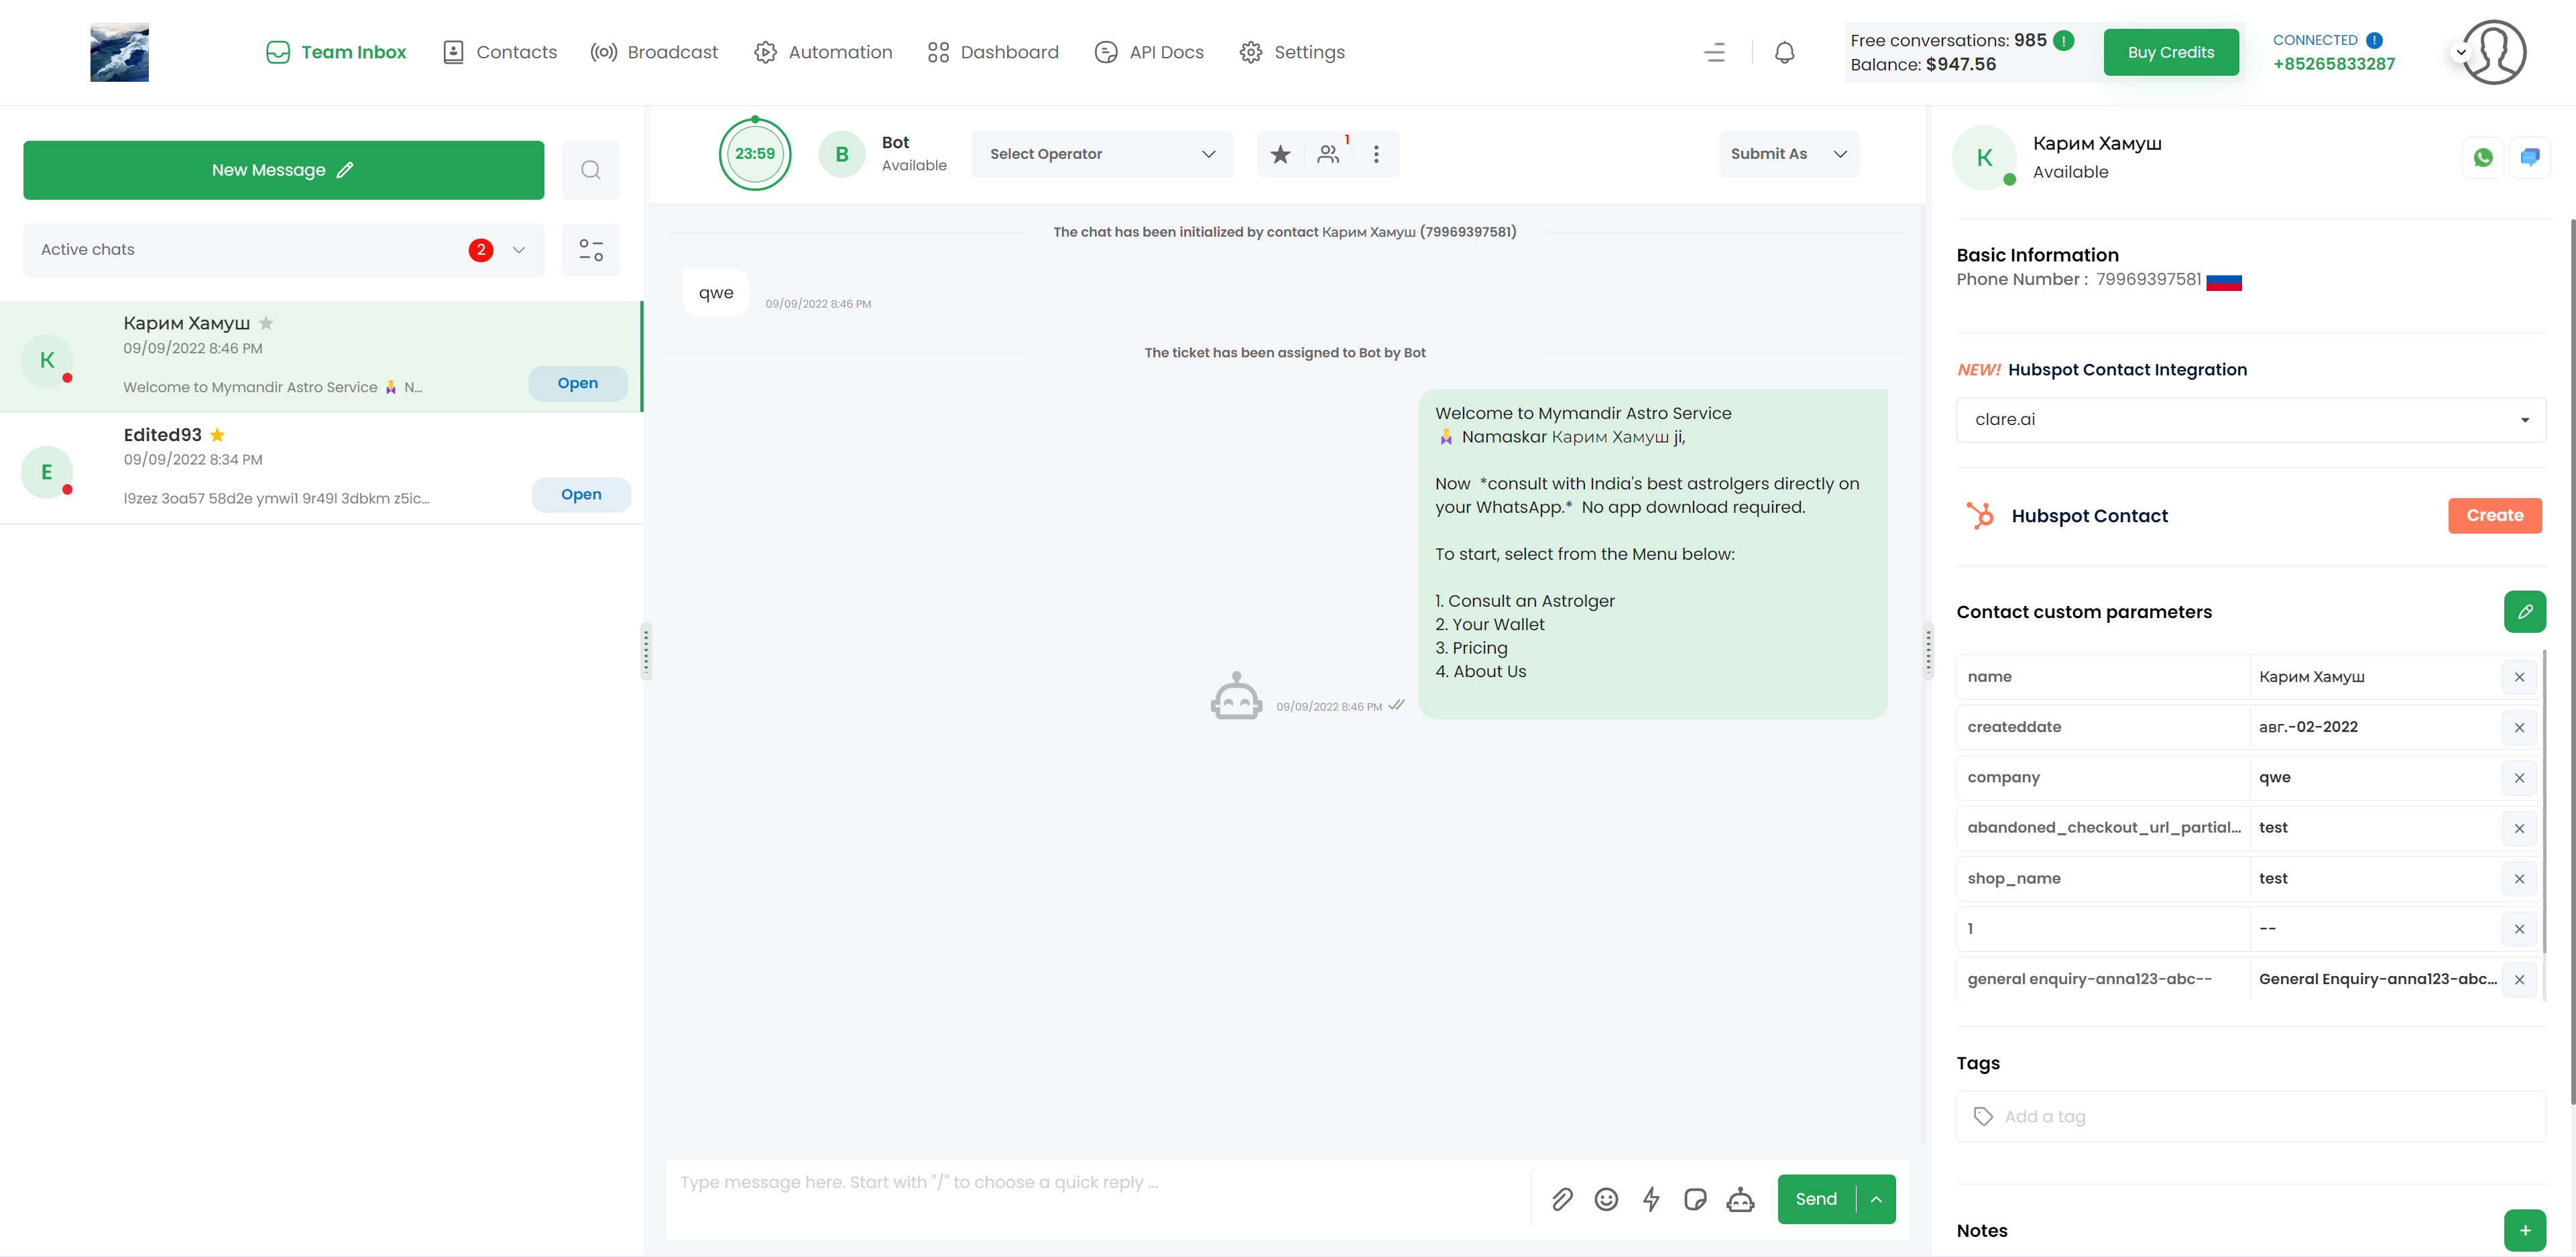 Team Inbox
Contacts
Broadcast
Automation
Dashboard
API Docs
Settings
Free conversations: 985
Balance: $947.56
Buy Credits
CONNECTED
+85265833287
New Message
Active chats
2
Карим Хамуш
09/09/2022 8:46 PM
K
Welcome to Mymandir Astro Service 🙏 N...
Open
Edited93
09/09/2022 8:34 PM
E
l9zez 3oa57 58d2e ymwi1 9r49l 3dbkm z5ic...
Open
23:59
B
Bot
Available
Select Operator
1
Submit As
The chat has been initialized by contact Карим Хамуш (79969397581)
qwe
09/09/2022 8:46 PM
The ticket has been assigned to Bot by Bot
Welcome to Mymandir Astro Service
Namaskar Карим Хамуш ji,
Now *consult with India's best astrolgers directly on
your WhatsApp.* No app download required.
To start, select from the Menu below:
1. Consult an Astrolger
2. Your Wallet
3. Pricing
4. About Us
09/09/2022 8:46 PM
Type message here. Start with "/" to choose a quick reply ...
Send
К
Карим Хамуш
Available
Basic Information
Phone Number : 79969397581
NEW! Hubspot Contact Integration
clare.ai
Hubspot Contact
Create
Contact custom parameters
name Карим Хамуш
createddate авг.-02-2022
company qwe
abandoned_checkout_url_partial... test
shop_name test
1 --
general enquiry-anna123-abc-- General Enquiry-anna123-abc...
Tags
Add a tag
Notes